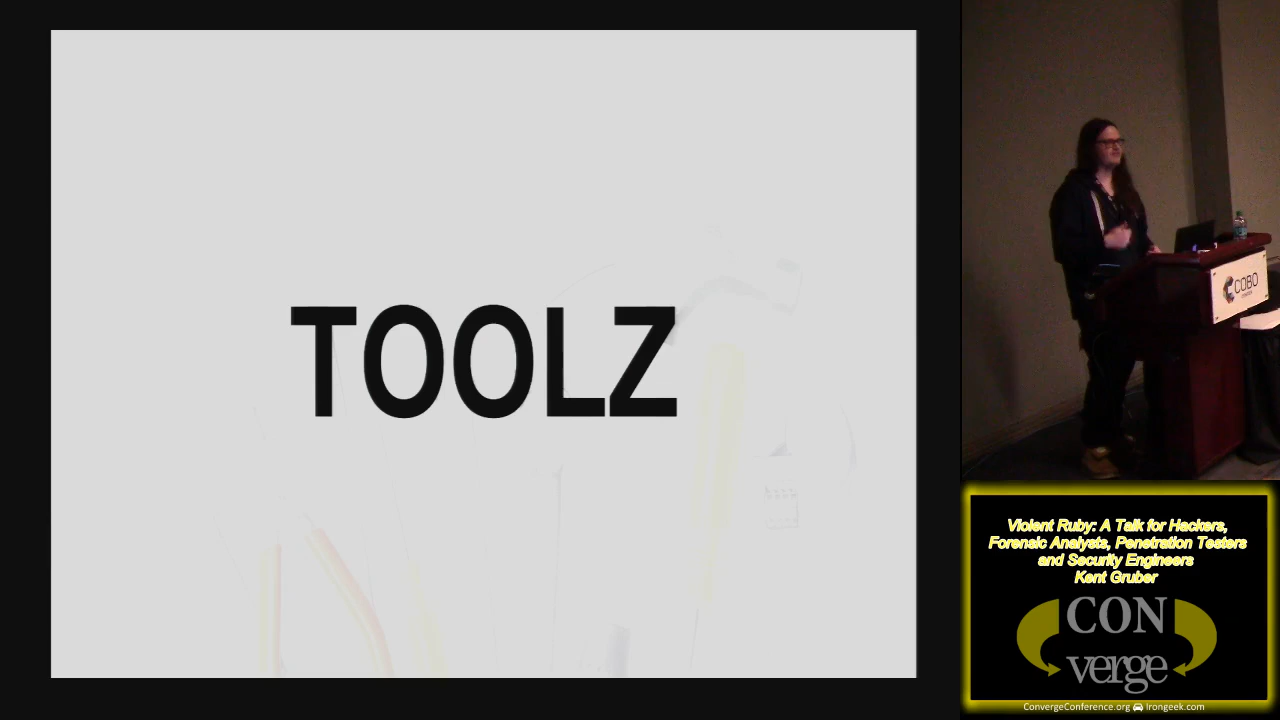 TOOLZ
COBO
Violent Ruby: A Talk for Hackers,
Forensic Analysts, Penetration Testers
and Security Engineers
Kent Gruber
CON
verge
ConvergeConference.org Irongeek.com